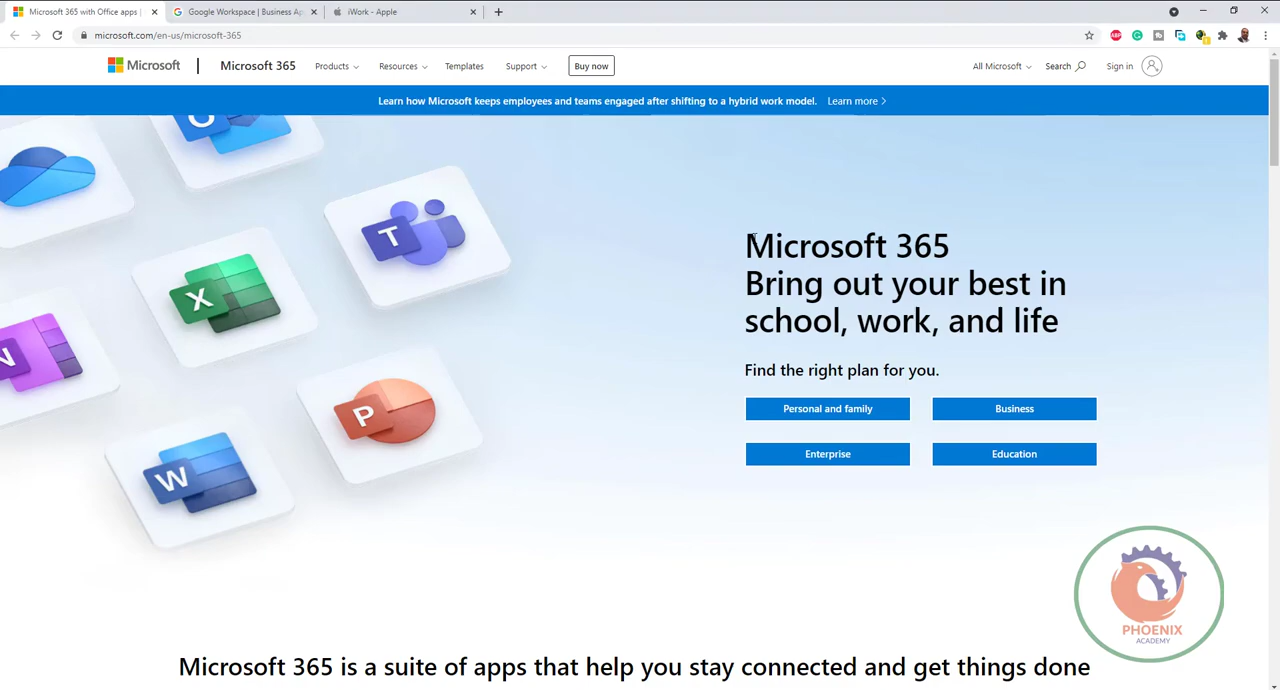 Microsoft 365 with Office apps |
Google Workspace | Business Ap
iWork - Apple
microsoft.com/en-us/microsoft-365
ABP
Microsoft
Microsoft 365
Products
Resources
Templates
Support
Buy now
All Microsoft
Search
Sign in
Learn how Microsoft keeps employees and teams engaged after shifting to a hybrid work model. Learn more >
O
T
X
N
P
W
Microsoft 365
Bring out your best in
school, work, and life
Find the right plan for you.
Personal and family
Business
Enterprise
Education
PHOENIX
ACADEMY
Microsoft 365 is a suite of apps that help you stay connected and get things done